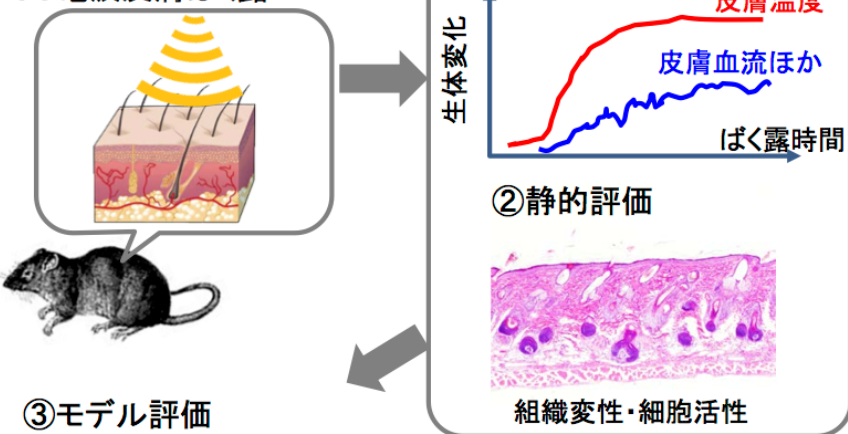 皮膚温度
生体変化
皮膚血流ほか
ばく露時間
②静的評価
組織変性・細胞活性
③モデル評価